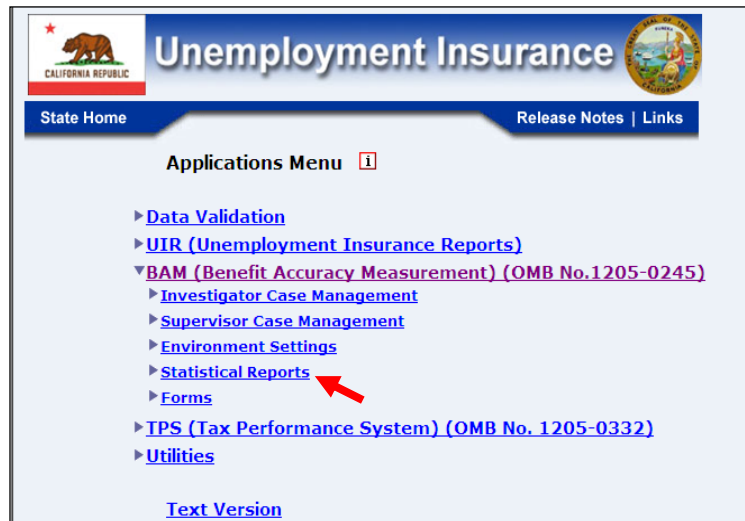 CALIFORNIA REPUBLIC
Unemployment Insurance
State Home
Release Notes | Links
Applications Menu i
Data Validation
UIR (Unemployment Insurance Reports)
BAM (Benefit Accuracy Measurement) (OMB No.1205-0245)
Investigator Case Management
Supervisor Case Management
Environment Settings
Statistical Reports
Forms
TPS (Tax Performance System) (OMB No. 1205-0332)
Utilities
Text Version